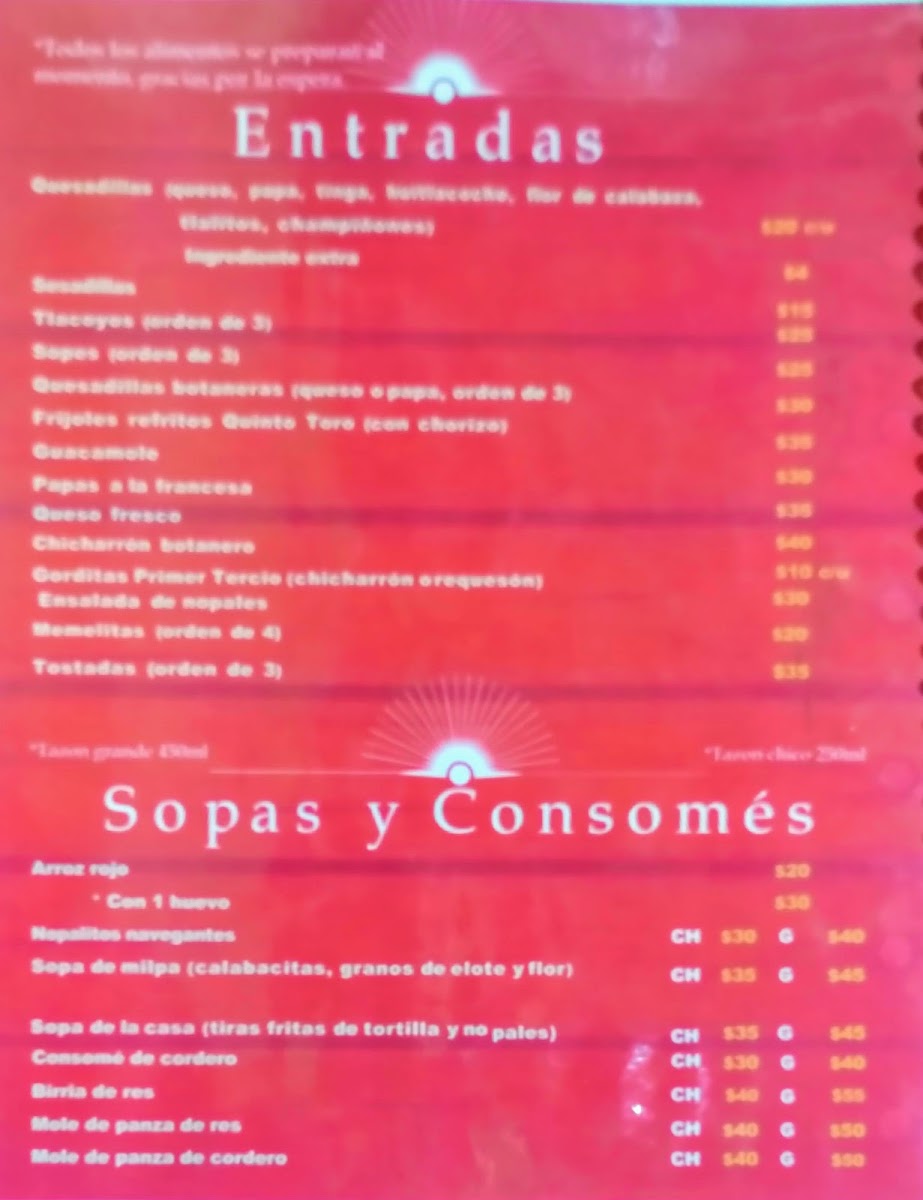 *Todos los alimentos se preparan al
momento, gracias por la espera.
Entradas
Quesadillas (queso, papa, tinga, huitlacoche, flor de calabaza,
tlalitos, champiñones) $20 c/u
Ingrediente extra $4
Sesadillas $15
Tlacoyos (orden de 3) $25
Sopes (orden de 3) $25
Quesadillas botaneras (queso o papa, orden de 3) $30
Frijoles refritos Quinto Toro (con chorizo) $35
Guacamole $30
Papas a la francesa $35
Queso fresco $40
Chicharrón botanero
Gorditas Primer Tercio (chicharrón o requesón) $10 c/u
Ensalada de nopales $30
Memelitas (orden de 4) $20
Tostadas (orden de 3) $35
*Tazon grande 450ml *Tazon chico 250ml
Sopas y Consomés
Arroz rojo $20
* Con 1 huevo $30
Nopalitos navegantes CH $30 G $40
Sopa de milpa (calabacitas, granos de elote y flor) CH $35 G $45
Sopa de la casa (tiras fritas de tortilla y no pales) CH $35 G $45
Consomé de cordero CH $30 G $40
Birria de res CH $40 G $55
Mole de panza de res CH $40 G $50
Mole de panza de cordero CH $40 G $50